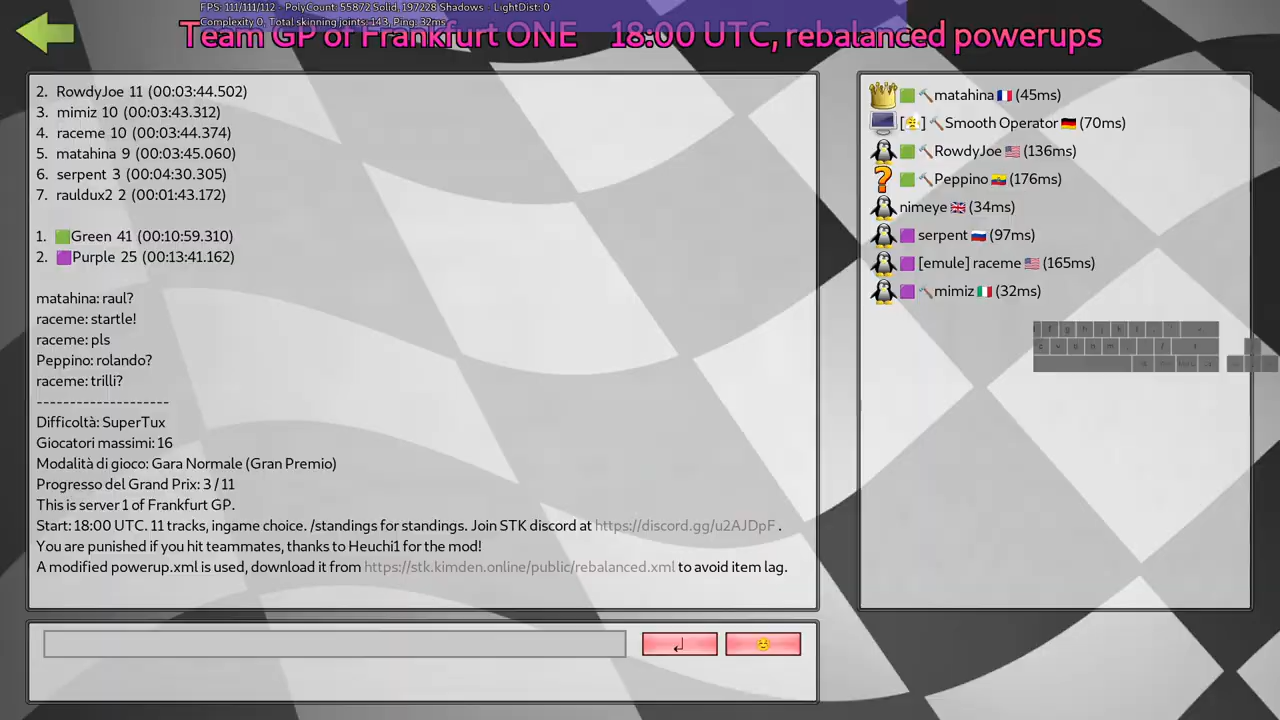 FPS: 111/111/112 - PolyCount: 55872 Solid, 197228 Shadows - LightDist: 0
Complexity 0, Total skinning joints: 143, Ping: 32ms
Team GP of Frankfurt ONE 18:00 UTC, rebalanced powerups
2. RowdyJoe 11 (00:03:44.502)
3. mimiz 10 (00:03:43.312)
4. raceme 10 (00:03:44.374)
5. matahina 9 (00:03:45.060)
6. serpent 3 (00:04:30.305)
7. rauldux2 2 (00:01:43.172)
1. 🟩Green 41 (00:10:59.310)
2. 🟪Purple 25 (00:13:41.162)
matahina: raul?
raceme: startle!
raceme: pls
Peppino: rolando?
raceme: trilli?
--------------------
Difficoltà: SuperTux
Giocatori massimi: 16
Modalità di gioco: Gara Normale (Gran Premio)
Progresso del Grand Prix: 3 / 11
This is server 1 of Frankfurt GP.
Start: 18:00 UTC. 11 tracks, ingame choice. /standings for standings. Join STK discord at https://discord.gg/u2AJDpF .
You are punished if you hit teammates, thanks to Heuchi1 for the mod!
A modified powerup.xml is used, download it from https://stk.kimden.online/public/rebalanced.xml to avoid item lag.
🟩 🔨matahina 🇫🇷 (45ms)
[😮‍💨] 🔨Smooth Operator 🇩🇪 (70ms)
🟩 🔨RowdyJoe 🇺🇸 (136ms)
🟩 🔨Peppino 🇪🇨 (176ms)
nimeye 🇬🇧 (34ms)
🟪 serpent 🇷🇺 (97ms)
🟪 [emule] raceme 🇺🇸 (165ms)
🟪 🔨mimiz 🇮🇹 (32ms)